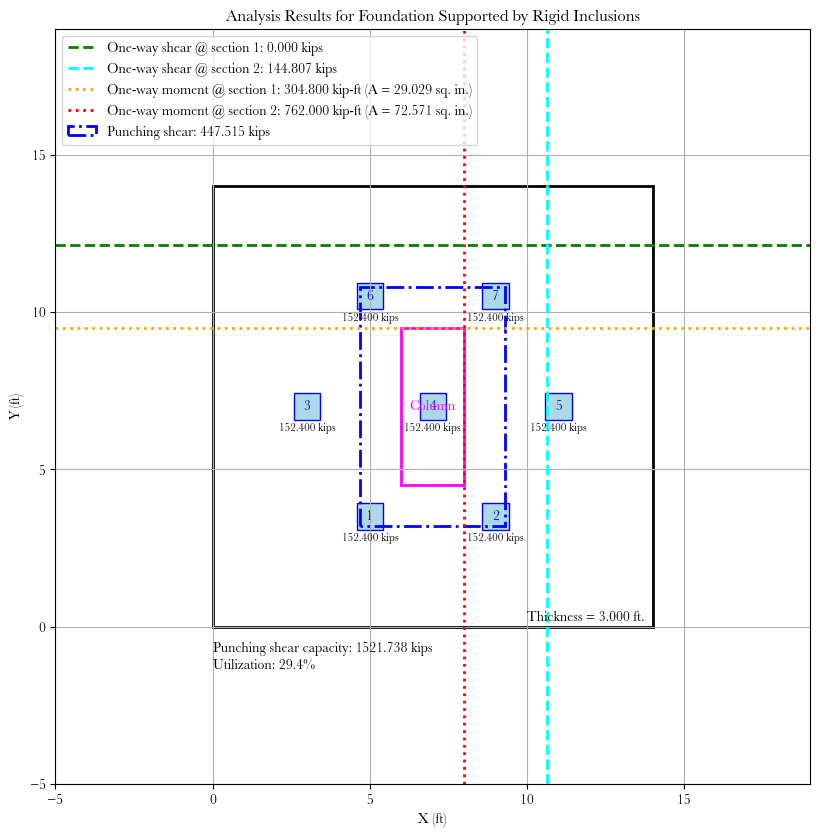 Analysis Results for Foundation Supported by Rigid Inclusions
One-way shear @ section 1: 0.000 kips
One-way shear @ section 2: 144.807 kips
One-way moment @ section 1: 304.800 kip-ft (A = 29.029 sq. in.)
One-way moment @ section 2: 762.000 kip-ft (A = 72.571 sq. in.)
Punching shear: 447.515 kips
15
10
5
0
−5
Y (ft)
6
7
152.400 kips
152.400 kips
3
4
Column
5
152.400 kips
152.400 kips
152.400 kips
1
2
152.400 kips
152.400 kips
Thickness = 3.000 ft.
Punching shear capacity: 1521.738 kips
Utilization: 29.4%
−5
0
5
10
15
X (ft)